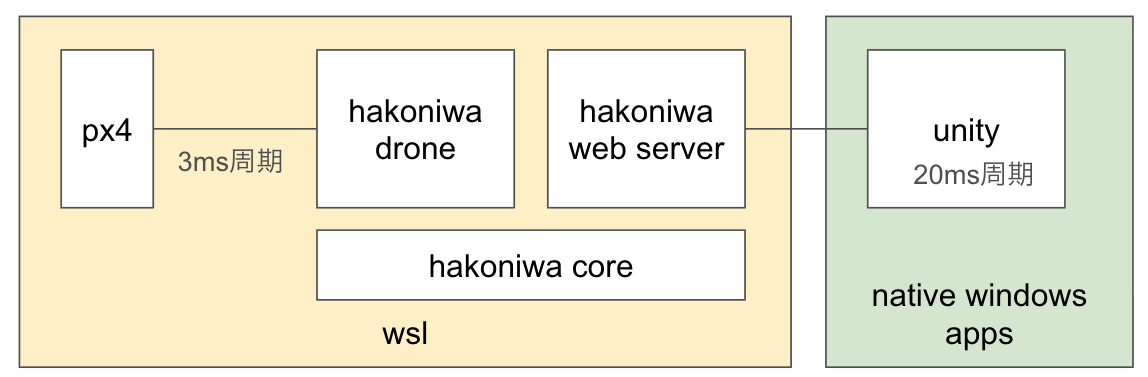 px4
3ms周期
hakoniwa
drone
hakoniwa
web server
unity
20ms周期
hakoniwa core
wsl
native windows
apps